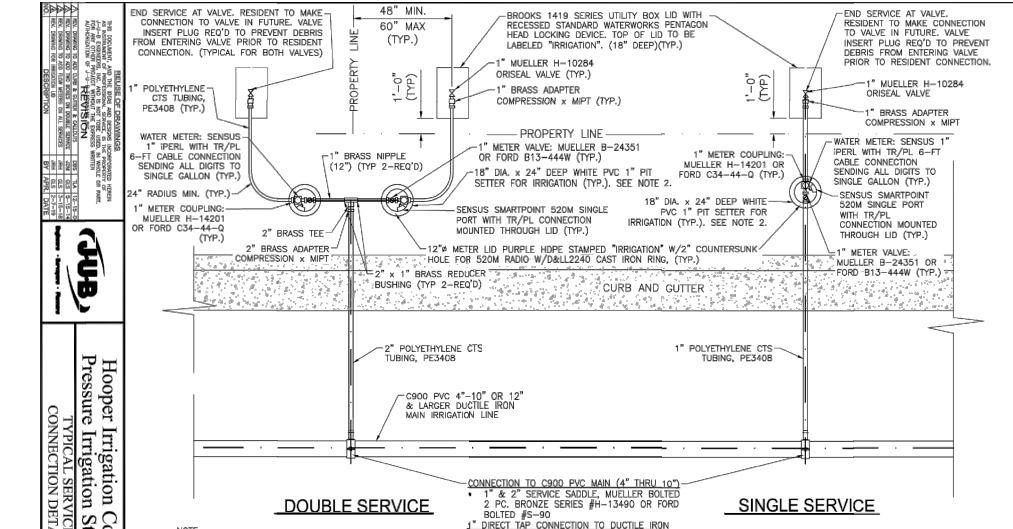 END SERVICE AT VALVE. RESIDENT TO MAKE
CONNECTION TO VALVE IN FUTURE. VALVE
INSERT PLUG REQ'D TO PREVENT DEBRIS
FROM ENTERING VALVE PRIOR TO RESIDENT
CONNECTION. (TYPICAL FOR BOTH VALVES)
PROPERTY LINE
48" MIN.
60" MAX
(TYP.)
BROOKS 1419 SERIES UTILITY BOX LID WITH
RECESSED STANDARD WATERWORKS PENTAGON
HEAD LOCKING DEVICE. TOP OF LID TO BE
LABELED "IRRIGATION". (18" DEEP)(TYP.)
END SERVICE AT VALVE.
RESIDENT TO MAKE CONNECTION
TO VALVE IN FUTURE. VALVE
INSERT PLUG REQ'D TO PREVENT
DEBRIS FROM ENTERING VALVE
PRIOR TO RESIDENT CONNECTION.
1" POLYETHYLENE
CTS TUBING,
PE3408 (TYP.)
1'-0"
(TYP)
1" MUELLER H-10284
ORISEAL VALVE (TYP.)
1" BRASS ADAPTER
COMPRESSION x MIPT (TYP.)
1'-0"
(TYP)
1" MUELLER H-10284
ORISEAL VALVE
1" BRASS ADAPTER
COMPRESSION x MIPT
PROPERTY LINE
WATER METER: SENSUS
1" iPERL WITH TR/PL
6-FT CABLE CONNECTION
SENDING ALL DIGITS TO
SINGLE GALLON (TYP.)
1" BRASS NIPPLE
(12") (TYP 2-REQ'D)
1" METER VALVE: MUELLER B-24351
OR FORD B13-444W (TYP.)
18" DIA. x 24" DEEP WHITE PVC 1" PIT
SETTER FOR IRRIGATION (TYP.). SEE NOTE 2.
1" METER COUPLING:
MUELLER H-14201 OR
FORD C34-44-Q (TYP.)
WATER METER: SENSUS 1"
iPERL WITH TR/PL 6-FT
CABLE CONNECTION
SENDING ALL DIGITS TO
SINGLE GALLON (TYP.)
24" RADIUS MIN. (TYP.)
1" METER COUPLING:
MUELLER H-14201
OR FORD C34-44-Q
(TYP.)
2" BRASS TEE
2" BRASS ADAPTER
COMPRESSION x MIPT
SENSUS SMARTPOINT 520M SINGLE
PORT WITH TR/PL CONNECTION
MOUNTED THROUGH LID (TYP.)
18" DIA. x 24" DEEP WHITE
PVC 1" PIT SETTER FOR
IRRIGATION (TYP.). SEE NOTE 2.
SENSUS SMARTPOINT
520M SINGLE PORT
WITH TR/PL
CONNECTION MOUNTED
THROUGH LID (TYP.)
12"ø METER LID PURPLE HDPE STAMPED "IRRIGATION" W/2" COUNTERSUNK
HOLE FOR 520M RADIO W/D&LL2240 CAST IRON RING, (TYP.)
1" METER VALVE:
MUELLER B-24351 OR
FORD B13-444W (TYP.)
2" x 1" BRASS REDUCER
BUSHING (TYP 2-REQ'D)
CURB AND GUTTER
2" POLYETHYLENE CTS
TUBING, PE3408
1" POLYETHYLENE CTS
TUBING, PE3408
C900 PVC 4"-10" OR 12"
& LARGER DUCTILE IRON
MAIN IRRIGATION LINE
CONNECTION TO C900 PVC MAIN (4" THRU 10")
• 1" & 2" SERVICE SADDLE, MUELLER BOLTED
2 PC. BRONZE SERIES #H-13490 OR FORD
BOLTED #S-90
1" DIRECT TAP CONNECTION TO DUCTILE IRON
DOUBLE SERVICE
SINGLE SERVICE
REUSE OF DRAWINGS
REVISION
NO.
DESCRIPTION
BY
APR.
DATE
J-U-B
Hooper Irrigation Co
Pressure Irrigation St
TYPICAL SERVIC
CONNECTION DETA